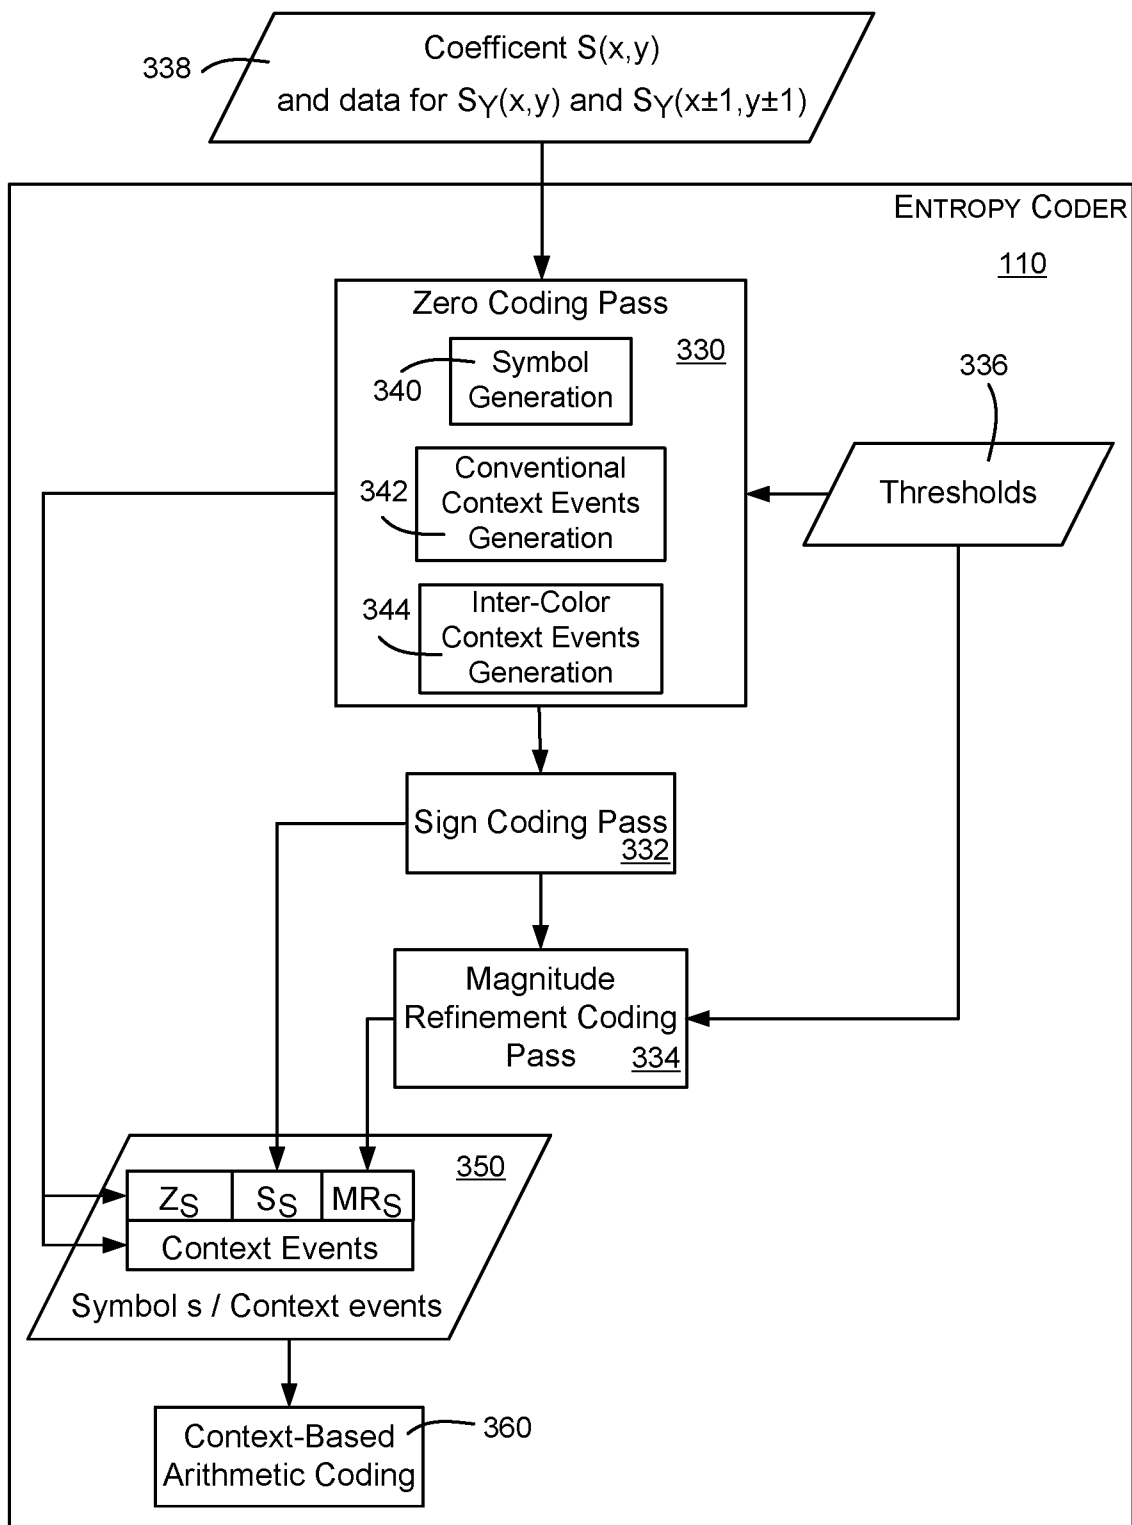 Coefficent S(x,y)
338
and data for SY(x,y) and SY(x±1,y±1)
ENTROPY CODER
110
Zero Coding Pass
330
Symbol
Generation
340
336
Thresholds
Conventional
Context Events
Generation
342
Inter-Color
Context Events
Generation
344
Sign Coding Pass
332
Magnitude
Refinement Coding
Pass
334
350
ZS
SS
MRS
Context Events
Symbol s / Context events
Context-Based
Arithmetic Coding
360